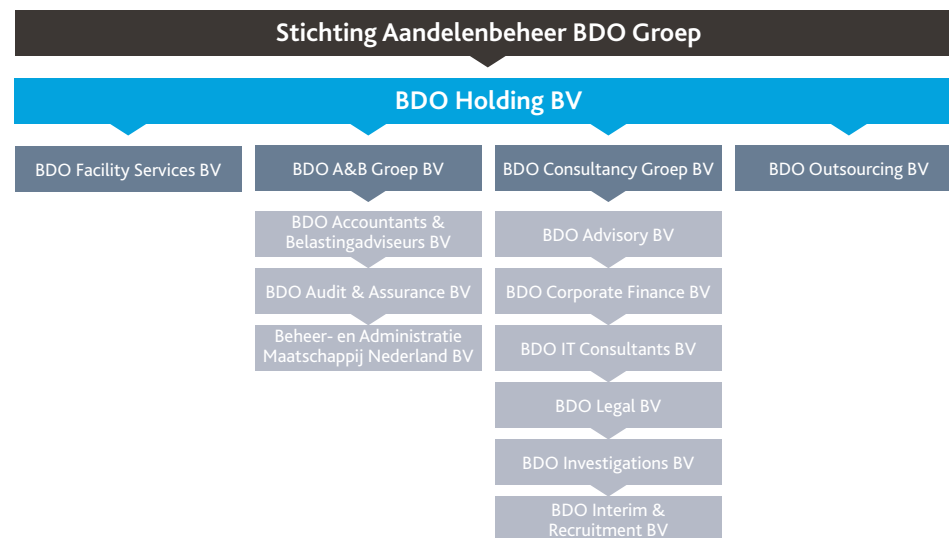 Stichting Aandelenbeheer BDO Groep
BDO Holding BV
BDO Facility Services BV
BDO A&B Groep BV
BDO Consultancy Groep BV
BDO Outsourcing BV
BDO Accountants &
Belastingadviseurs BV
BDO Advisory BV
BDO Audit & Assurance BV
BDO Corporate Finance BV
Beheer- en Administratie
Maatschappij Nederland BV
BDO IT Consultants BV
BDO Legal BV
BDO Investigations BV
BDO Interim &
Recruitment BV